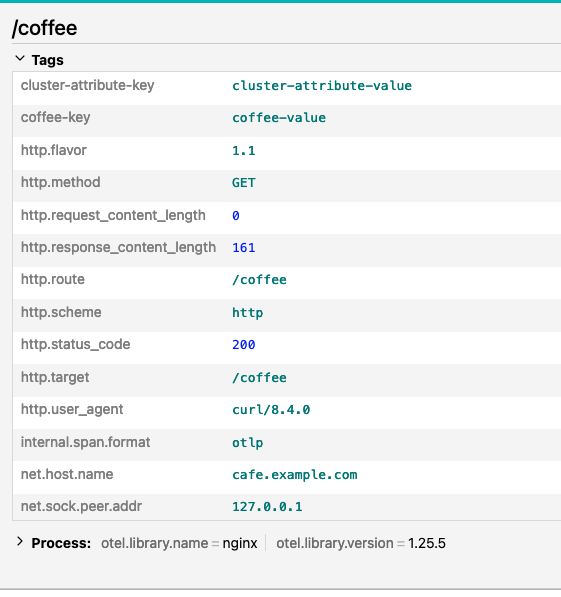 /coffee
Tags
cluster-attribute-key cluster-attribute-value
coffee-key coffee-value
http.flavor 1.1
http.method GET
http.request_content_length 0
http.response_content_length 161
http.route /coffee
http.scheme http
http.status_code 200
http.target /coffee
http.user_agent curl/8.4.0
internal.span.format otlp
net.host.name cafe.example.com
net.sock.peer.addr 127.0.0.1
Process: otel.library.name = nginx otel.library.version = 1.25.5